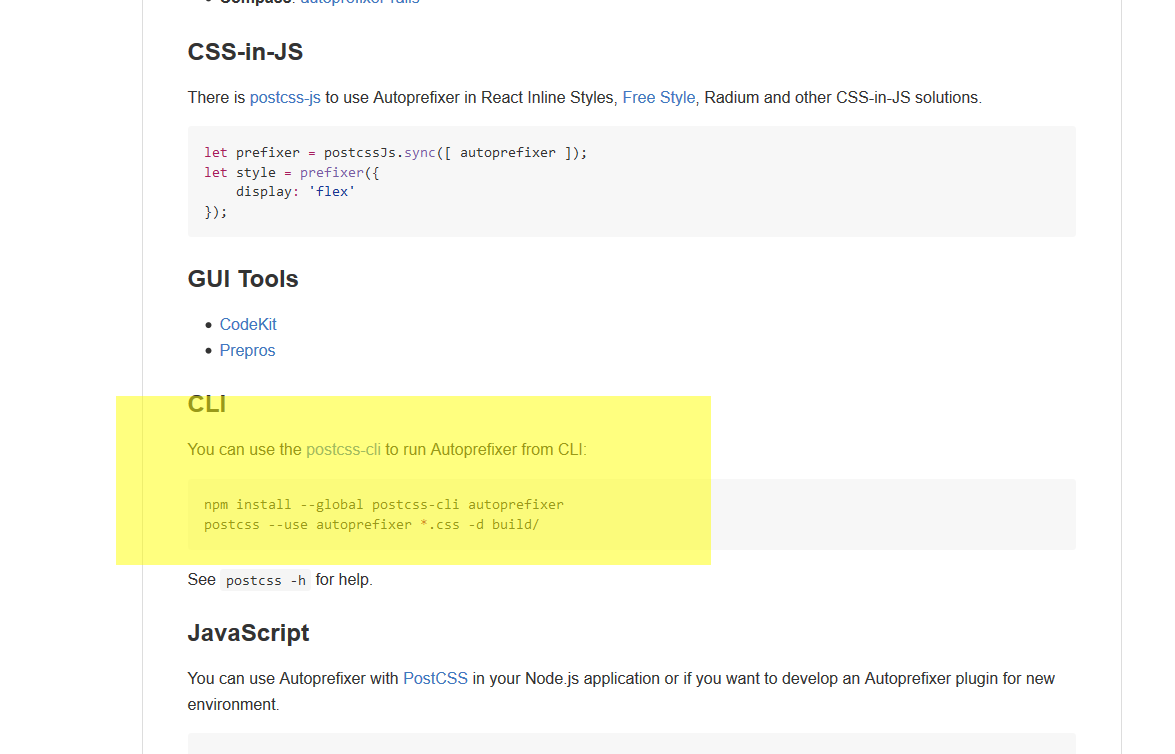 Compass: autoprefixer-rails
CSS-in-JS
There is postcss-js to use Autoprefixer in React Inline Styles, Free Style, Radium and other CSS-in-JS solutions.
let prefixer = postcssJs.sync([ autoprefixer ]);
let style = prefixer({
    display: 'flex'
});
GUI Tools
• CodeKit
• Prepros
CLI
You can use the postcss-cli to run Autoprefixer from CLI:
npm install --global postcss-cli autoprefixer
postcss --use autoprefixer *.css -d build/
See postcss -h for help.
JavaScript
You can use Autoprefixer with PostCSS in your Node.js application or if you want to develop an Autoprefixer plugin for new
environment.